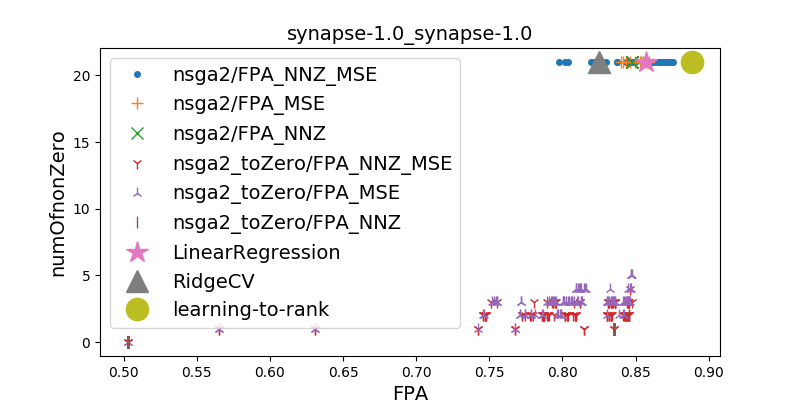 synapse-1.0_synapse-1.0
numOfnonZero
20
15
10
5
0
nsga2/FPA_NNZ_MSE
nsga2/FPA_MSE
nsga2/FPA_NNZ
nsga2_toZero/FPA_NNZ_MSE
nsga2_toZero/FPA_MSE
nsga2_toZero/FPA_NNZ
LinearRegression
RidgeCV
learning-to-rank
0.50 0.55 0.60 0.65 0.70 0.75 0.80 0.85 0.90
FPA